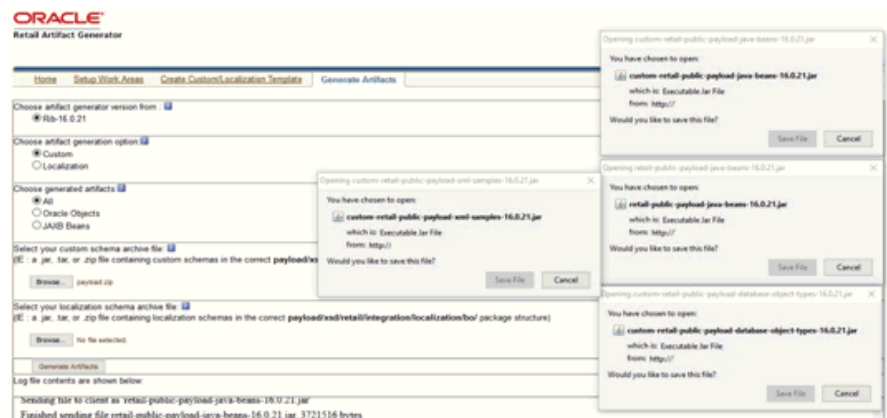 ORACLE
Retail Artifact Generator
Home Setup Work Areas Create Custom/Localization Template Generate Artifacts
Choose artifact generator version from :
Rib-16.0.21
Choose artifact generation option
Custom
Localization
Choose generated artifacts
All
Oracle Objects
JAXB Beans
Select your custom schema archive file:
(IE : a .jar, .tar, or .zip file containing custom schemas in the correct payload/xs
Browse... payload.zip
Select your localization schema archive file:
(IE : a .jar, .tar, or .zip file containing localization schemas in the correct payload/xsd/retail/integration/localization/bo/ package structure)
Browse... No file selected.
Generate Artifacts
Log file contents are shown below:
Sending file to client as retail-public-payload-java-beans-16.0.21.jar
Finished sending file retail-public-payload-java-beans-16.0.21.jar, 3721516 bytes
Opening custom-retail-public-payload-xml-samples-16.0.21.jar
You have chosen to open:
custom-retail-public-payload-xml-samples-16.0.21.jar
which is: Executable Jar File
from: http://
Would you like to save this file?
Save File Cancel
Opening custom-retail-public-payload-java-beans-16.0.21.jar
You have chosen to open:
custom-retail-public-payload-java-beans-16.0.21.jar
which is: Executable Jar File
from: http://
Would you like to save this file?
Save File Cancel
Opening retail-public-payload-java-beans-16.0.21.jar
You have chosen to open:
retail-public-payload-java-beans-16.0.21.jar
which is: Executable Jar File
from: http://
Would you like to save this file?
Save File Cancel
Opening custom-retail-public-payload-database-object-types-16.0.21.jar
You have chosen to open:
custom-retail-public-payload-database-object-types-16.0.21.jar
which is: Executable Jar File
from: http://
Would you like to save this file?
Save File Cancel